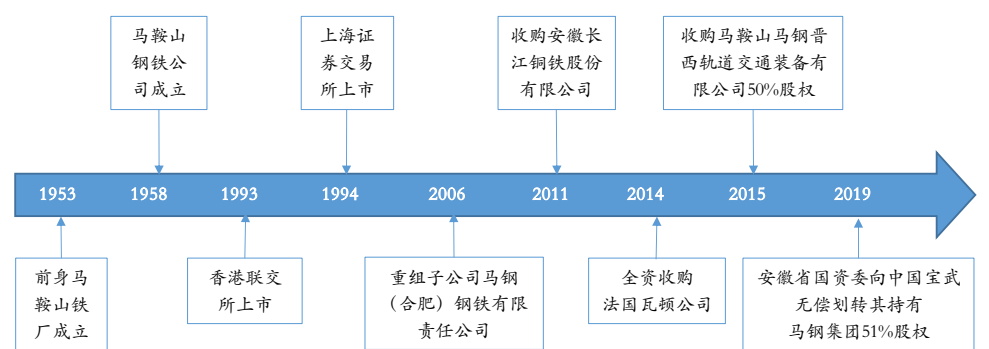 马鞍山
钢铁公
司成立
上海证
券交易
所上市
收购安徽长
江铜铁股份
有限公司
收购马鞍山马钢晋
西轨道交通装备有
限公司50%股权
1953 1958 1993 1994 2006 2011 2014 2015 2019
前身马
鞍山铁
厂成立
香港联交
所上市
重组子公司马钢
（合肥）钢铁有限
责任公司
全资收购
法国瓦顿公司
安徽省国资委向中国宝武
无偿划转其持有
马钢集团51%股权